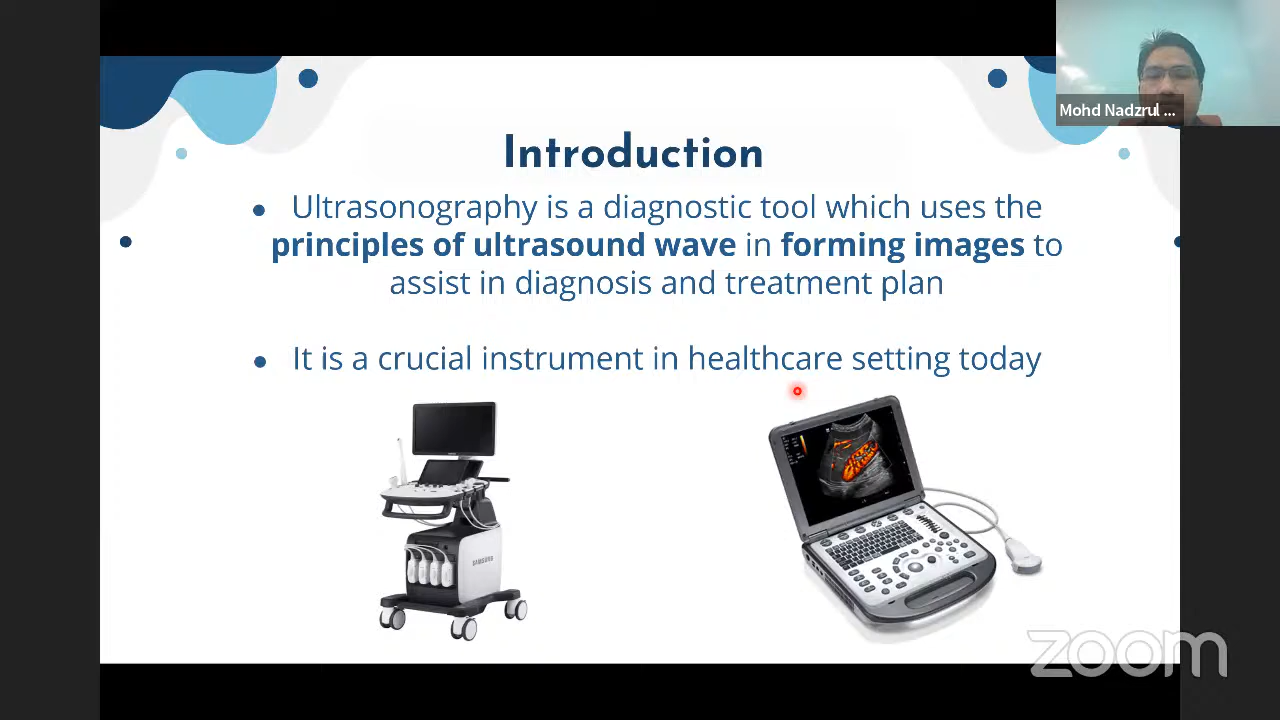 Mohd Nadzrul ...
Introduction
• Ultrasonography is a diagnostic tool which uses the
principles of ultrasound wave in forming images to
assist in diagnosis and treatment plan
• It is a crucial instrument in healthcare setting today
SAMSUNG
zoom